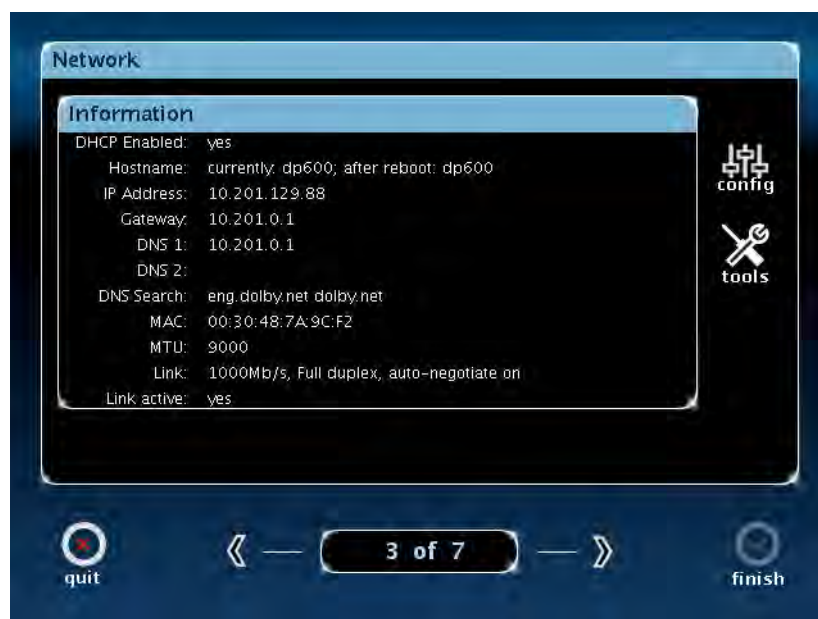 Network
Information
DHCP Enabled: yes
Hostname: currently: dp600; after reboot: dp600
IP Address: 10.201.129.88
Gateway: 10.201.0.1
DNS 1: 10.201.0.1
DNS 2:
DNS Search: eng.dolby.net dolby.net
MAC: 00:30:48:7A:9C:F2
MTU: 9000
Link: 1000Mb/s, Full duplex, auto-negotiate on
Link active: yes
config
tools
quit
3 of 7
finish